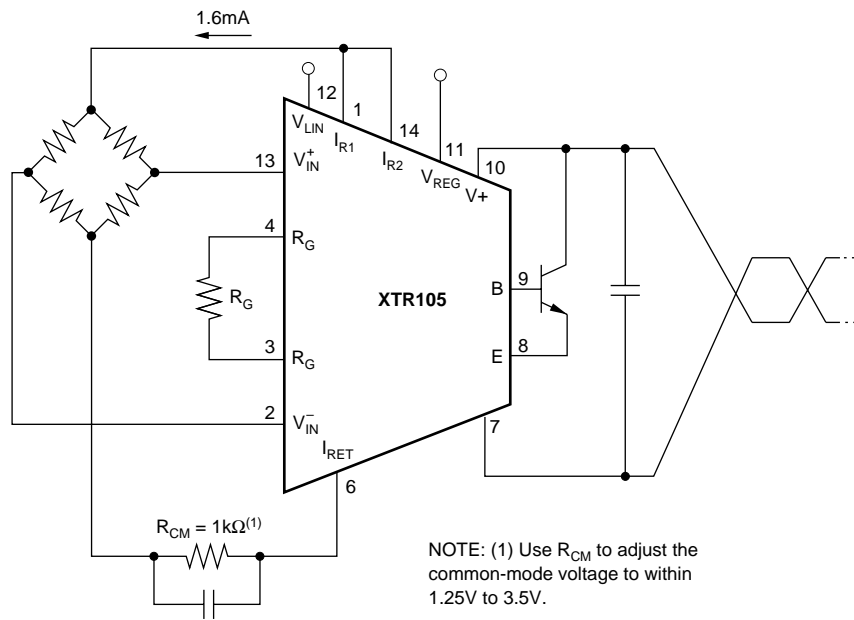 1.6mA
12
1
14
11
10
V_LIN
I_R1
I_R2
V_REG
V+
13
V_IN^+
4
R_G
R_G
XTR105
B
9
E
8
3
R_G
2
V_IN^-
I_RET
7
6
R_CM = 1kΩ(1)
NOTE: (1) Use R_CM to adjust the
common-mode voltage to within
1.25V to 3.5V.